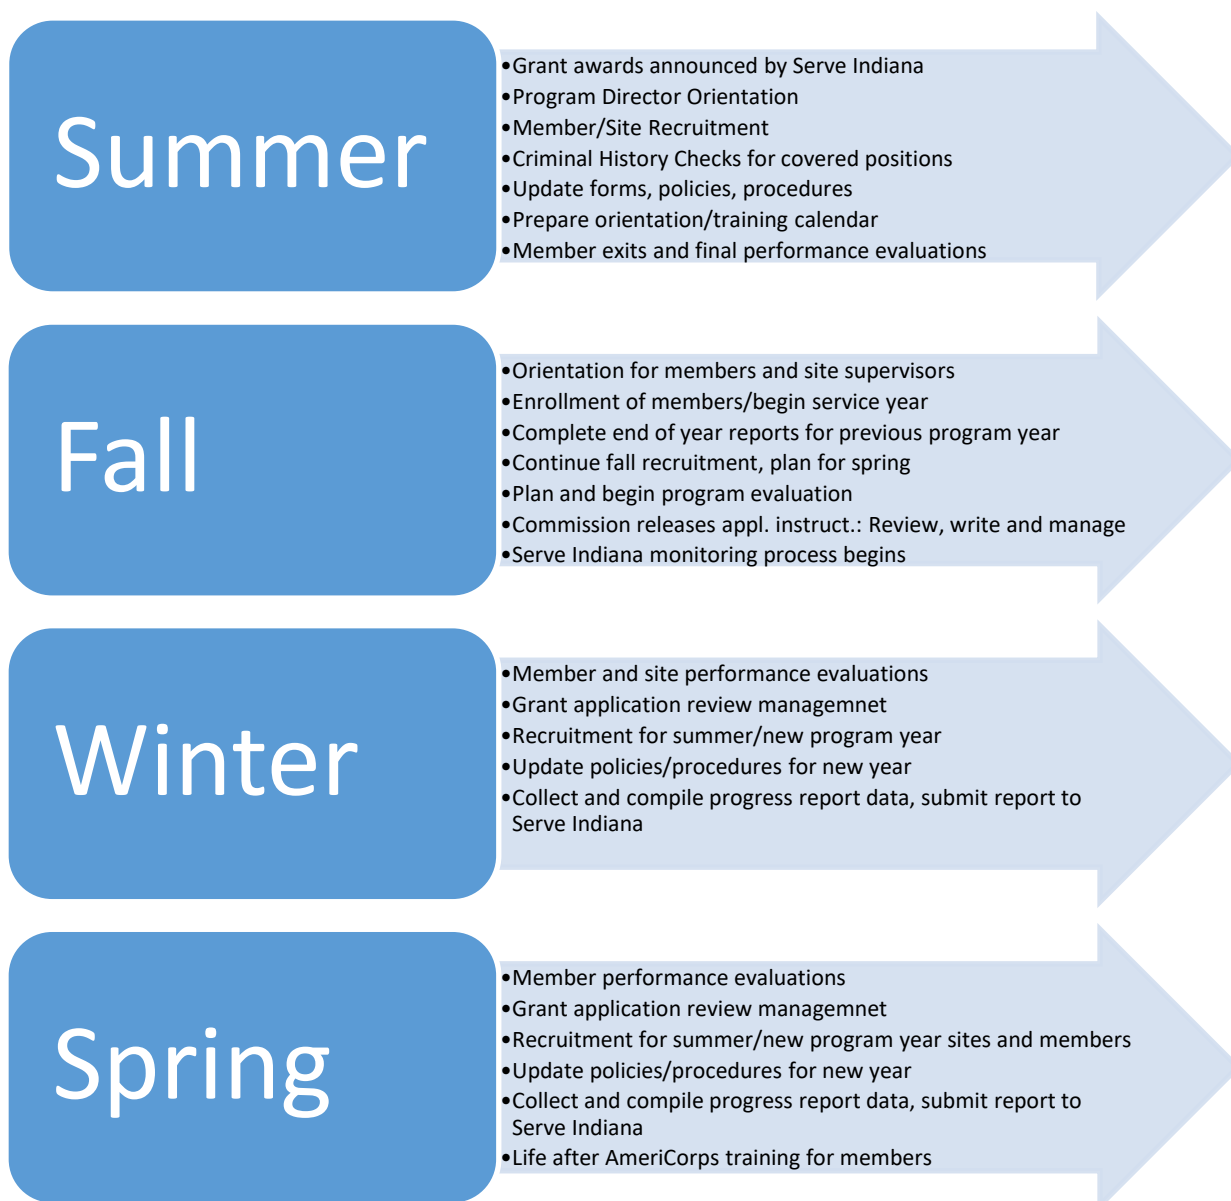 Summer
•Grant awards announced by Serve Indiana
•Program Director Orientation
•Member/Site Recruitment
•Criminal History Checks for covered positions
•Update forms, policies, procedures
•Prepare orientation/training calendar
•Member exits and final performance evaluations
Fall
•Orientation for members and site supervisors
•Enrollment of members/begin service year
•Complete end of year reports for previous program year
•Continue fall recruitment, plan for spring
•Plan and begin program evaluation
•Commission releases appl. instruct.: Review, write and manage
•Serve Indiana monitoring process begins
Winter
•Member and site performance evaluations
•Grant application review managemnet
•Recruitment for summer/new program year
•Update policies/procedures for new year
•Collect and compile progress report data, submit report to
Serve Indiana
Spring
•Member performance evaluations
•Grant application review managemnet
•Recruitment for summer/new program year sites and members
•Update policies/procedures for new year
•Collect and compile progress report data, submit report to
Serve Indiana
•Life after AmeriCorps training for members